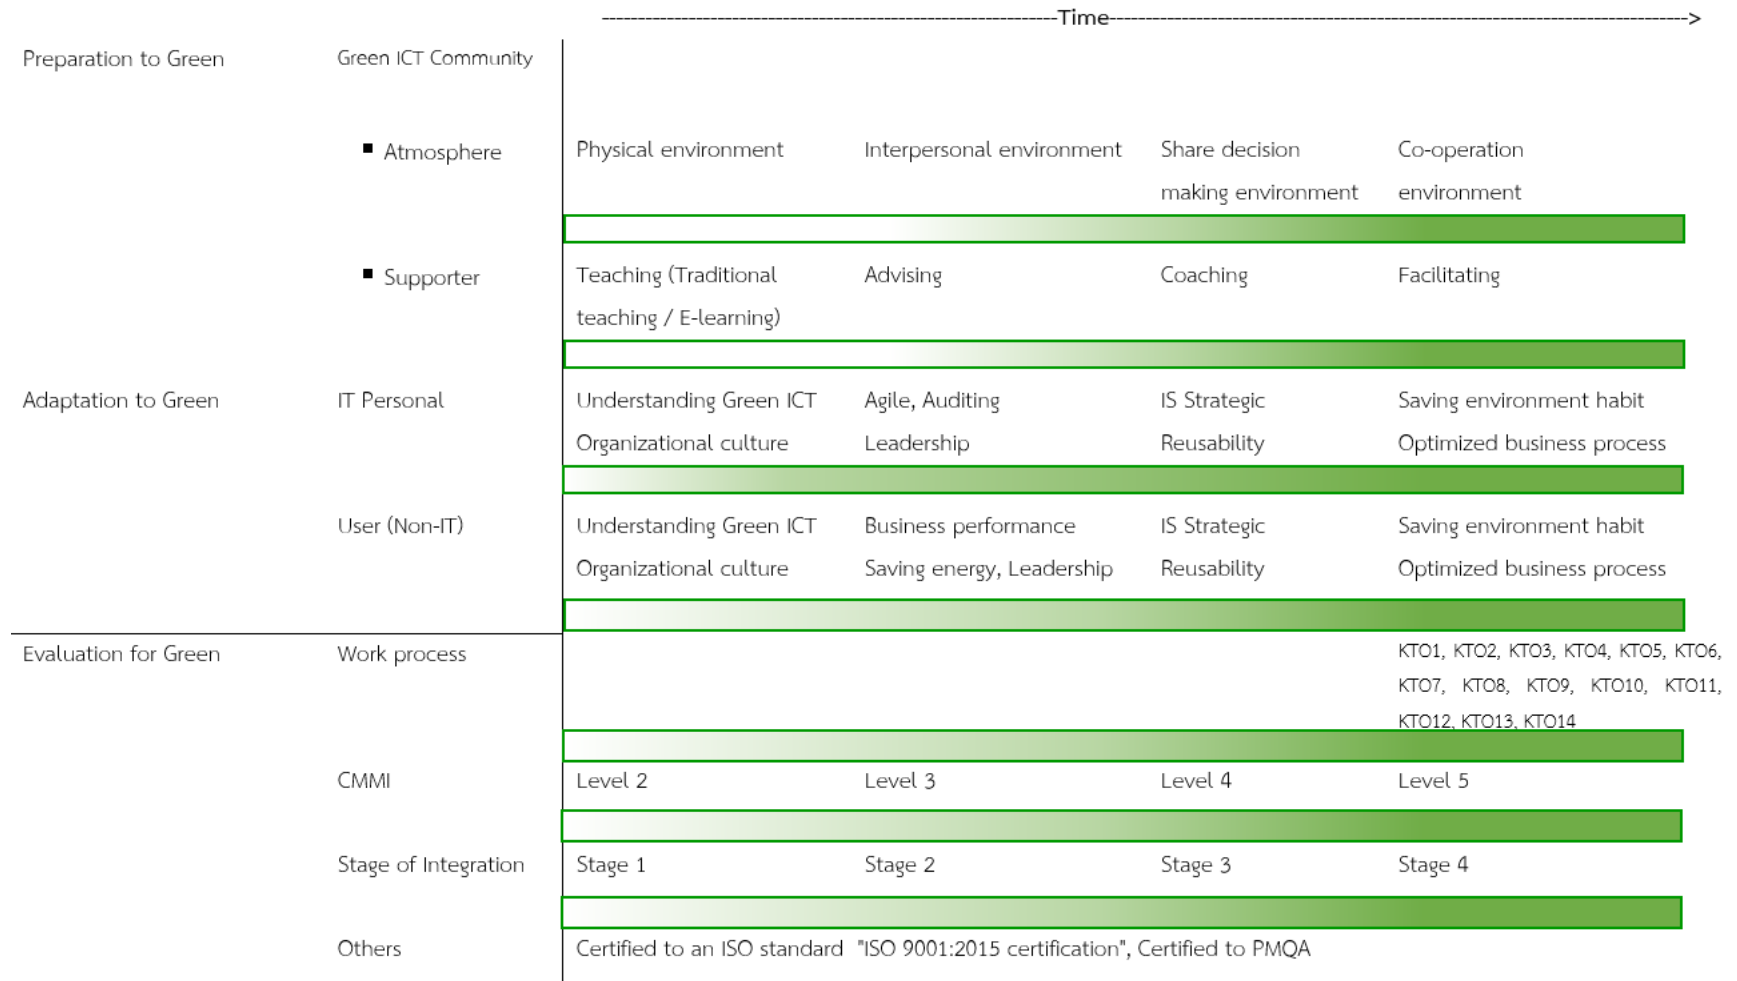 Time
Preparation to Green Green ICT Community
▪ Atmosphere Physical environment Interpersonal environment Share decision Co-operation
making environment environment
▪ Supporter Teaching (Traditional Advising Coaching Facilitating
teaching / E-learning)
Adaptation to Green IT Personal Understanding Green ICT Agile, Auditing IS Strategic Saving environment habit
Organizational culture Leadership Reusability Optimized business process
User (Non-IT) Understanding Green ICT Business performance IS Strategic Saving environment habit
Organizational culture Saving energy, Leadership Reusability Optimized business process
Evaluation for Green Work process KTO1, KTO2, KTO3, KTO4, KTO5, KTO6,
KTO7, KTO8, KTO9, KTO10, KTO11,
KTO12, KTO13, KTO14
CMMI Level 2 Level 3 Level 4 Level 5
Stage of Integration Stage 1 Stage 2 Stage 3 Stage 4
Others Certified to an ISO standard "ISO 9001:2015 certification", Certified to PMQA